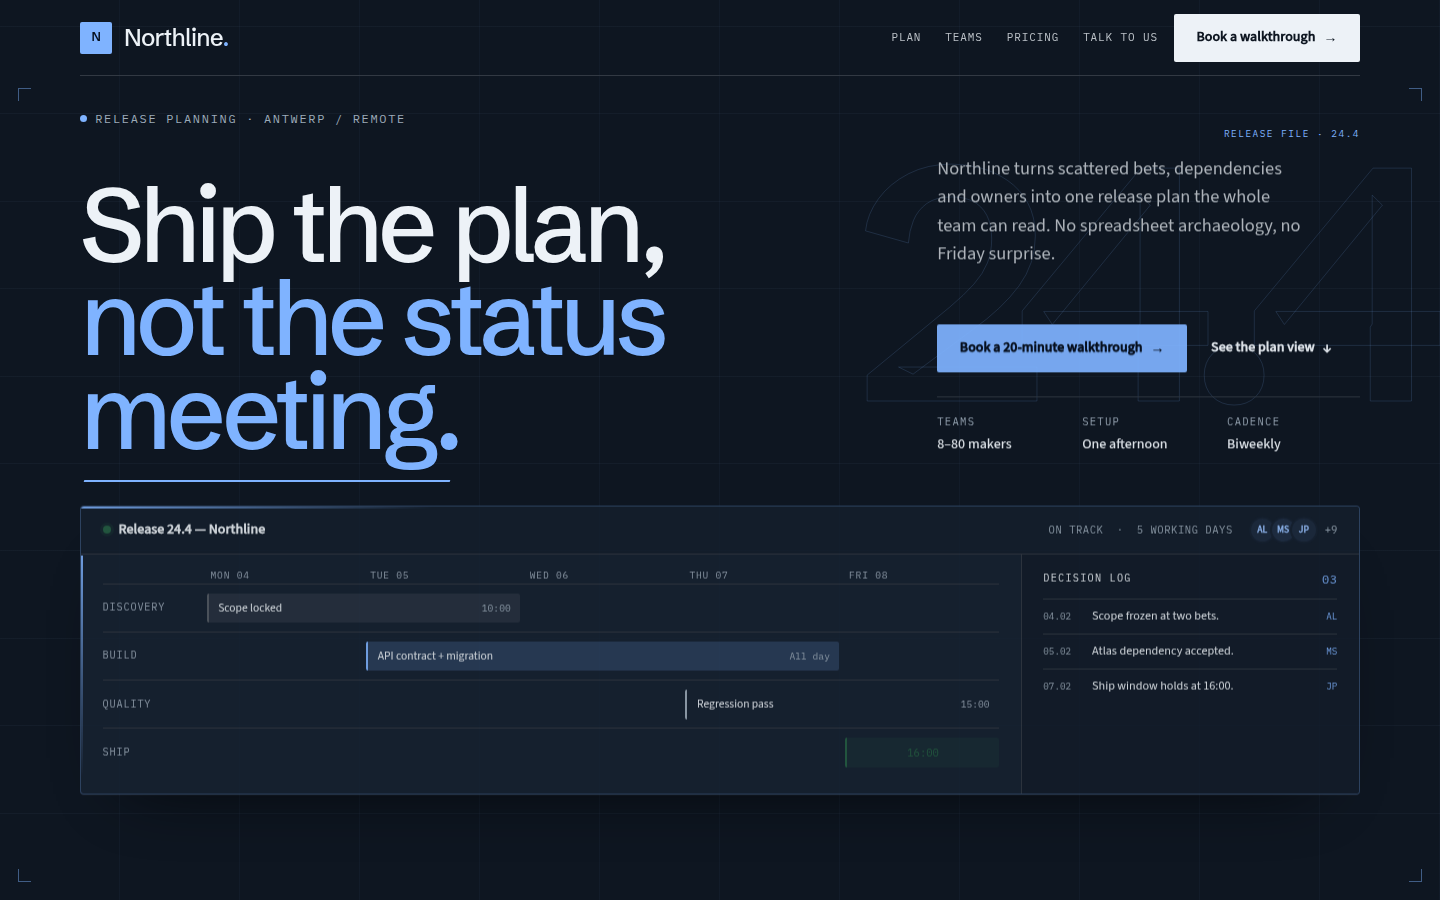 N Northline.
PLAN TEAMS PRICING TALK TO US Book a walkthrough →
RELEASE PLANNING · ANTWERP / REMOTE
Ship the plan,
not the status
meeting.
RELEASE FILE · 24.4
24.4
Northline turns scattered bets, dependencies
and owners into one release plan the whole
team can read. No spreadsheet archaeology, no
Friday surprise.
Book a 20-minute walkthrough → See the plan view ↓
TEAMS SETUP CADENCE
8–80 makers One afternoon Biweekly
Release 24.4 — Northline
ON TRACK · 5 WORKING DAYS AL MS JP +9
MON 04 TUE 05 WED 06 THU 07 FRI 08
DISCOVERY Scope locked 10:00
BUILD API contract + migration All day
QUALITY Regression pass 15:00
SHIP 16:00
DECISION LOG 03
04.02 Scope frozen at two bets. AL
05.02 Atlas dependency accepted. MS
07.02 Ship window holds at 16:00. JP